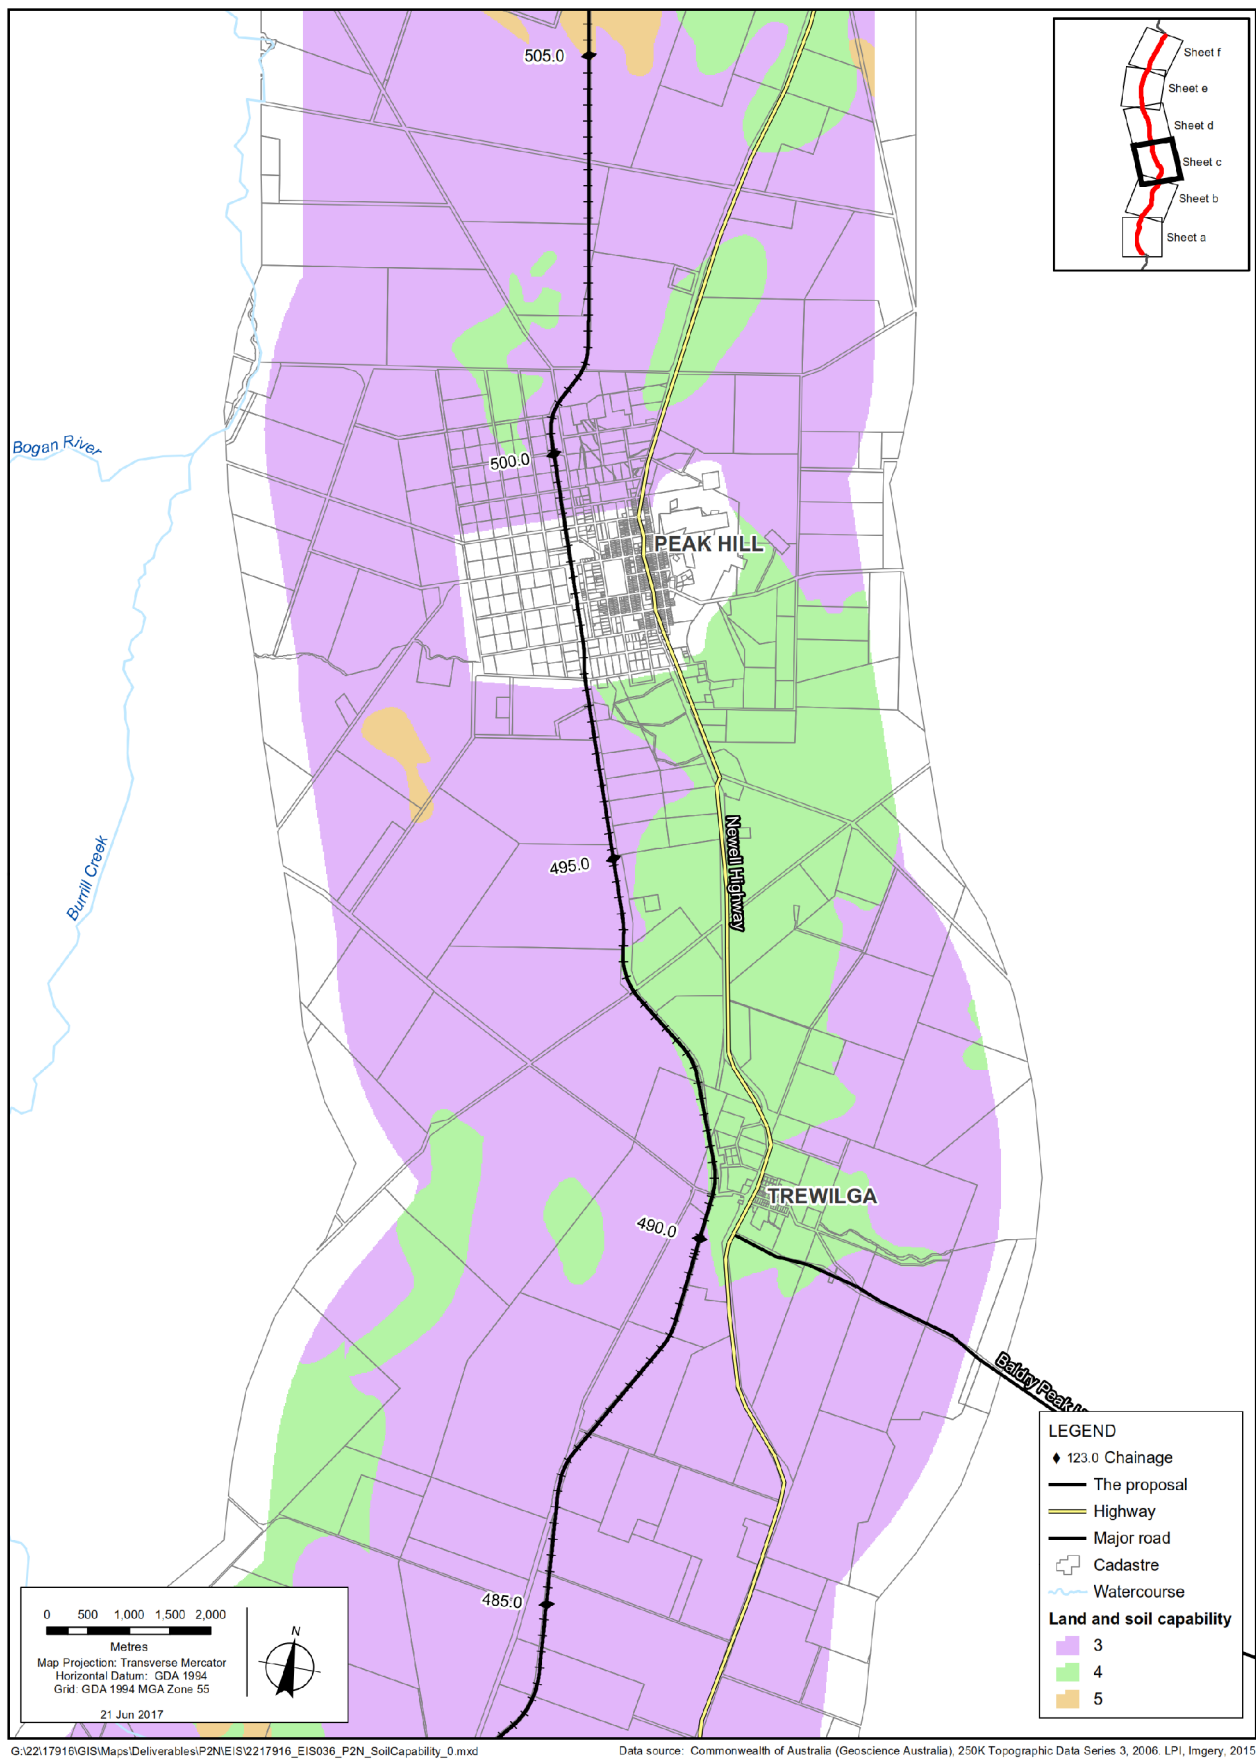 505.0
Sheet f
Sheet e
Sheet d
Sheet c
Sheet b
Sheet a
Bogan River
500.0
PEAK HILL
Newell Highway
495.0
Burrill Creek
TREWILGA
490.0
Baldry Peak
485.0
LEGEND
123.0 Chainage
The proposal
Highway
Major road
Cadastre
Watercourse
Land and soil capability
3
4
5
0 500 1,000 1,500 2,000
Metres
Map Projection: Transverse Mercator
Horizontal Datum: GDA 1994
Grid: GDA 1994 MGA Zone 55
N
21 Jun 2017
G:\22\17916\GIS\Maps\Deliverables\P2N\EIS\2217916_EIS036_P2N_SoilCapability_0.mxd
Data source: Commonwealth of Australia (Geoscience Australia), 250K Topographic Data Series 3, 2006. LPI, Imgery, 2015